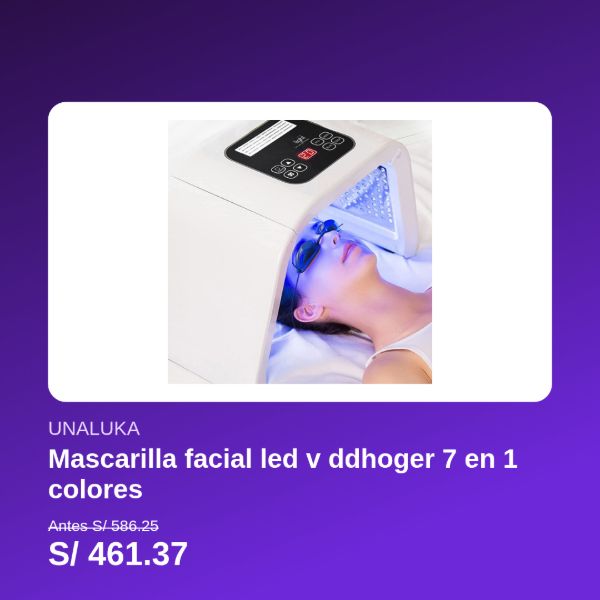 UNALUKA
Mascarilla facial led v ddhoger 7 en 1
colores
Antes S/ 586.25
S/ 461.37